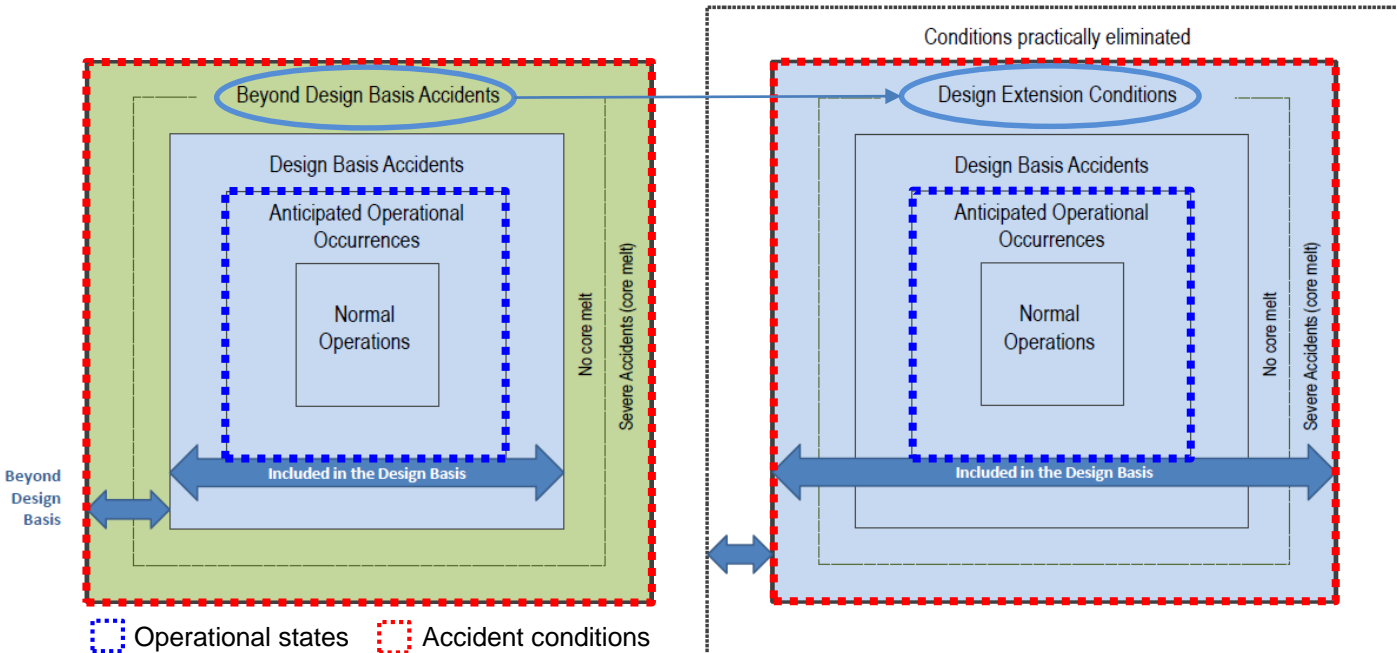 Beyond Design Basis Accidents
Design Basis Accidents
Anticipated Operational
Occurrences
Normal
Operations
No core melt
Severe Accidents (core melt)
Included in the Design Basis
Beyond
Design
Basis
Conditions practically eliminated
Design Extension Conditions
Design Basis Accidents
Anticipated Operational
Occurrences
Normal
Operations
No core melt
Severe Accidents (core melt)
Included in the Design Basis
Operational states
Accident conditions